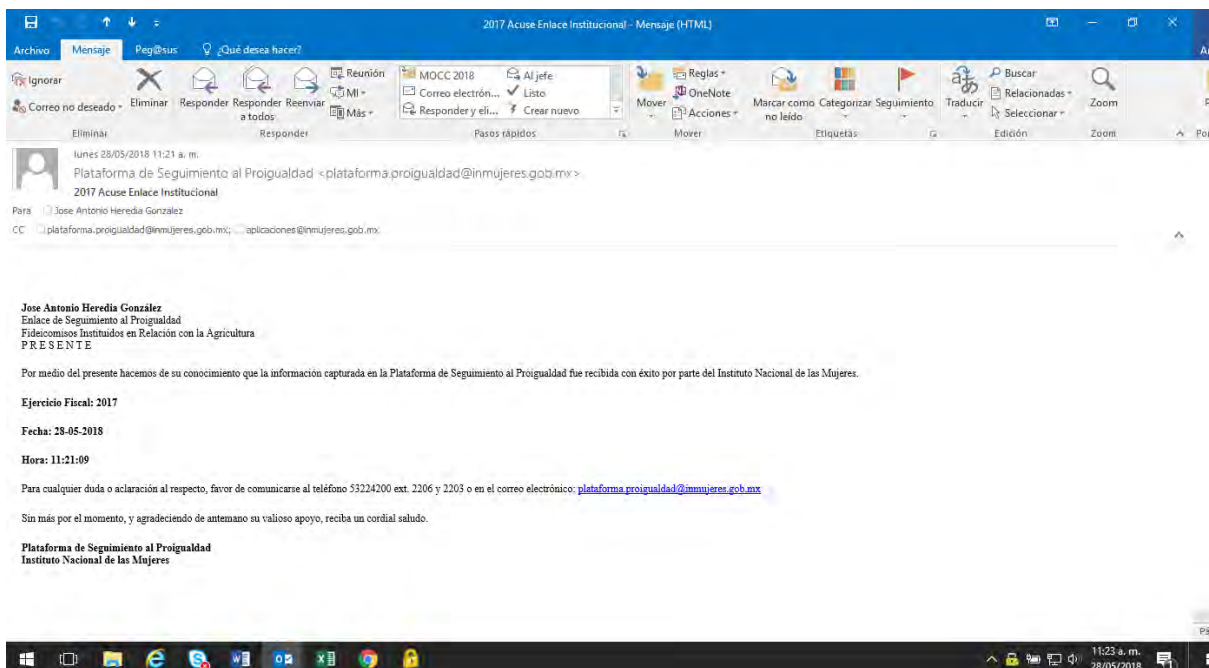 2017 Acuse Enlace Institucional - Mensaje (HTML)
Archivo Mensaje Peg@sus ¿Qué desea hacer?
Ignorar
Correo no deseado
Eliminar
Responder
Responder a todos
Reenviar
Reunión
MI
Más
MOCC 2018
Correo electrón...
Responder y eli...
Al jefe
Listo
Crear nuevo
Mover
Reglas
OneNote
Acciones
Marcar como no leído
Categorizar
Seguimiento
Traducir
Buscar
Relacionadas
Seleccionar
Zoom
Eliminar Responder Pasos rápidos Mover Etiquetas Edición Zoom
lunes 28/05/2018 11:21 a. m.
Plataforma de Seguimiento al Proigualdad <plataforma.proigualdad@inmujeres.gob.mx>
2017 Acuse Enlace Institucional
Para Jose Antonio Heredia González
CC plataforma.proigualdad@inmujeres.gob.mx; aplicaciones@inmujeres.gob.mx
Jose Antonio Heredia González
Enlace de Seguimiento al Proigualdad
Fideicomisos Instituidos en Relación con la Agricultura
P R E S E N T E
Por medio del presente hacemos de su conocimiento que la información capturada en la Plataforma de Seguimiento al Proigualdad fue recibida con éxito por parte del Instituto Nacional de las Mujeres.
Ejercicio Fiscal: 2017
Fecha: 28-05-2018
Hora: 11:21:09
Para cualquier duda o aclaración al respecto, favor de comunicarse al teléfono 53224200 ext. 2206 y 2203 o en el correo electrónico: plataforma.proigualdad@inmujeres.gob.mx
Sin más por el momento, y agradeciendo de antemano su valioso apoyo, reciba un cordial saludo.
Plataforma de Seguimiento al Proigualdad
Instituto Nacional de las Mujeres
11:23 a. m.
28/05/2018